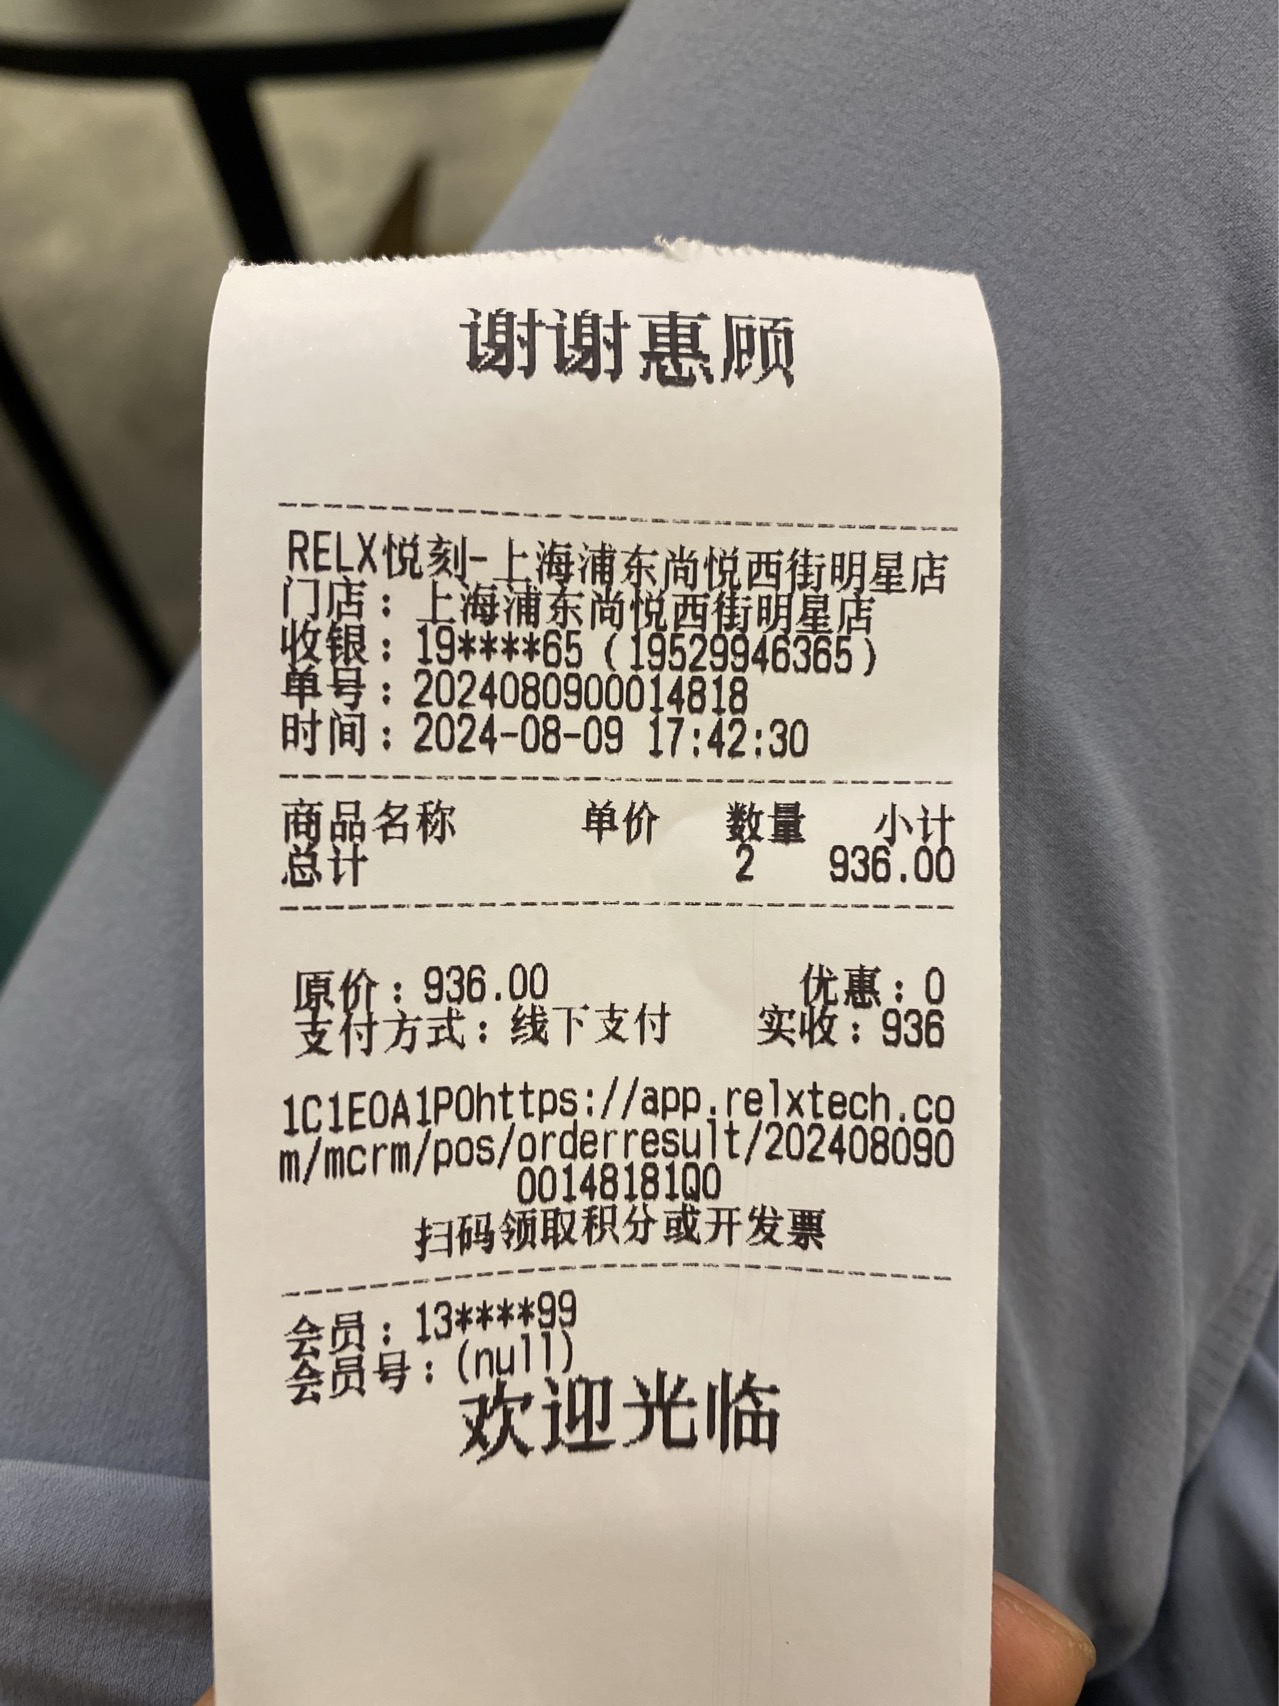 谢谢惠顾
RELX悦刻-上海浦东尚悦西街明星店
门店：上海浦东尚悦西街明星店
收银：19****65（19529946365）
单号：2024080900014818
时间：2024-08-09 17:42:30
商品名称 单价 数量 小计
总计 2 936.00
原价：936.00 优惠：0
支付方式：线下支付 实收：936
1C1E0A1P0https://app.relxtech.co
m/mcrm/pos/orderresult/202408090
00148181Q0
扫码领取积分或开发票
会员：13****99
会员号：(null)
欢迎光临